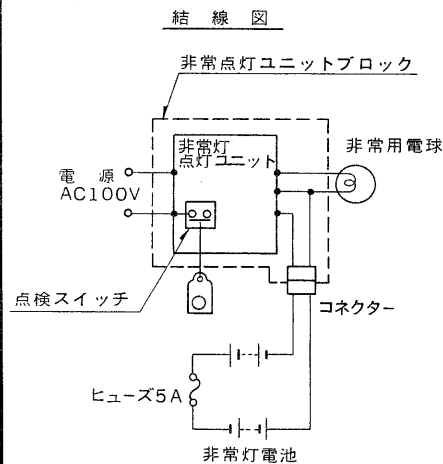 結線図
非常点灯ユニットブロック
非常灯
点灯ユニット
非常用電球
電源
AC100V
点検スイッチ
コネクター
ヒューズ5A
非常灯電池